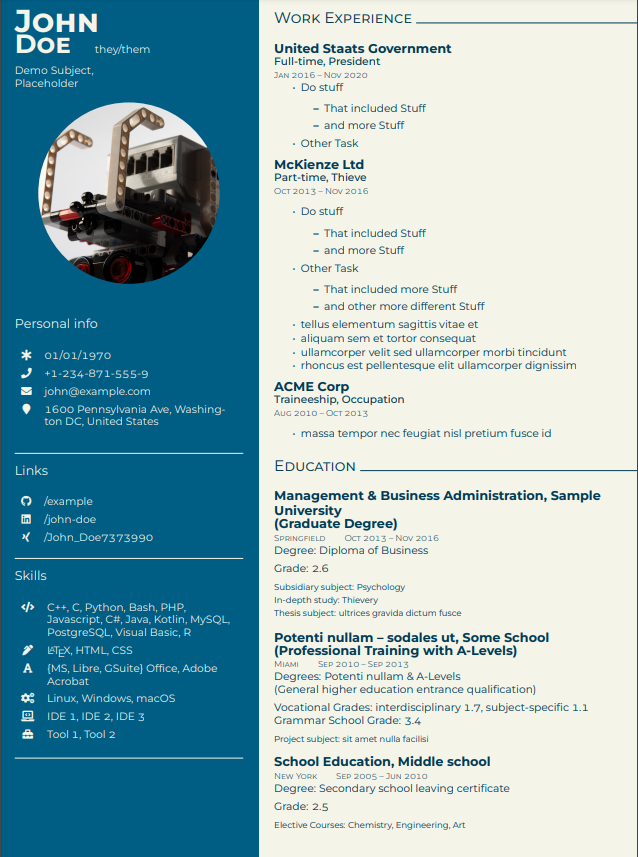 John
Doe they/them
Demo Subject,
Placeholder
Personal info
01/01/1970
+1-234-871-555-9
john@example.com
1600 Pennsylvania Ave, Washing-
ton DC, United States
Links
/example
/john-doe
/John_Doe7373990
Skills
C++, C, Python, Bash, PHP,
Javascript, C#, Java, Kotlin, MySQL,
PostgreSQL, Visual Basic, R
LATEX, HTML, CSS
{MS, Libre, GSuite} Office, Adobe
Acrobat
Linux, Windows, macOS
IDE 1, IDE 2, IDE 3
Tool 1, Tool 2
Work Experience
United Staats Government
Full-time, President
Jan 2016 – Nov 2020
• Do stuff
– That included Stuff
– and more Stuff
• Other Task
McKienze Ltd
Part-time, Thieve
Oct 2013 – Nov 2016
• Do stuff
– That included Stuff
– and more Stuff
• Other Task
– That included more Stuff
– and other more different Stuff
• tellus elementum sagittis vitae et
• aliquam sem et tortor consequat
• ullamcorper velit sed ullamcorper morbi tincidunt
• rhoncus est pellentesque elit ullamcorper dignissim
ACME Corp
Traineeship, Occupation
Aug 2010 – Oct 2013
• massa tempor nec feugiat nisl pretium fusce id
Education
Management & Business Administration, Sample
University
(Graduate Degree)
Springfield Oct 2013 – Nov 2016
Degree: Diploma of Business
Grade: 2.6
Subsidiary subject: Psychology
In-depth study: Thievery
Thesis subject: ultrices gravida dictum fusce
Potenti nullam – sodales ut, Some School
(Professional Training with A-Levels)
Miami Sep 2010 – Sep 2013
Degrees: Potenti nullam & A-Levels
(General higher education entrance qualification)
Vocational Grades: interdisciplinary 1.7, subject-specific 1.1
Grammar School Grade: 3.4
Project subject: sit amet nulla facilisi
School Education, Middle school
New York Sep 2005 – Jun 2010
Degree: Secondary school leaving certificate
Grade: 2.5
Elective Courses: Chemistry, Engineering, Art